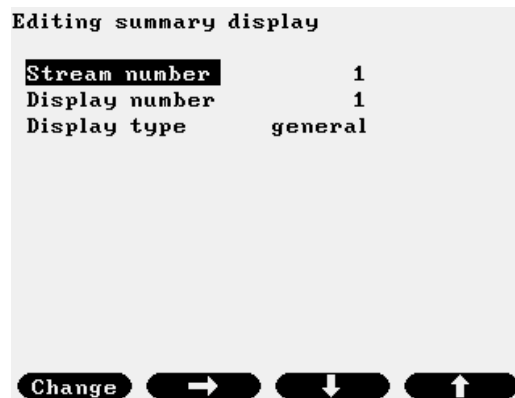 Editing summary display
Stream number 1
Display number 1
Display type general
Change → ↓ ↑